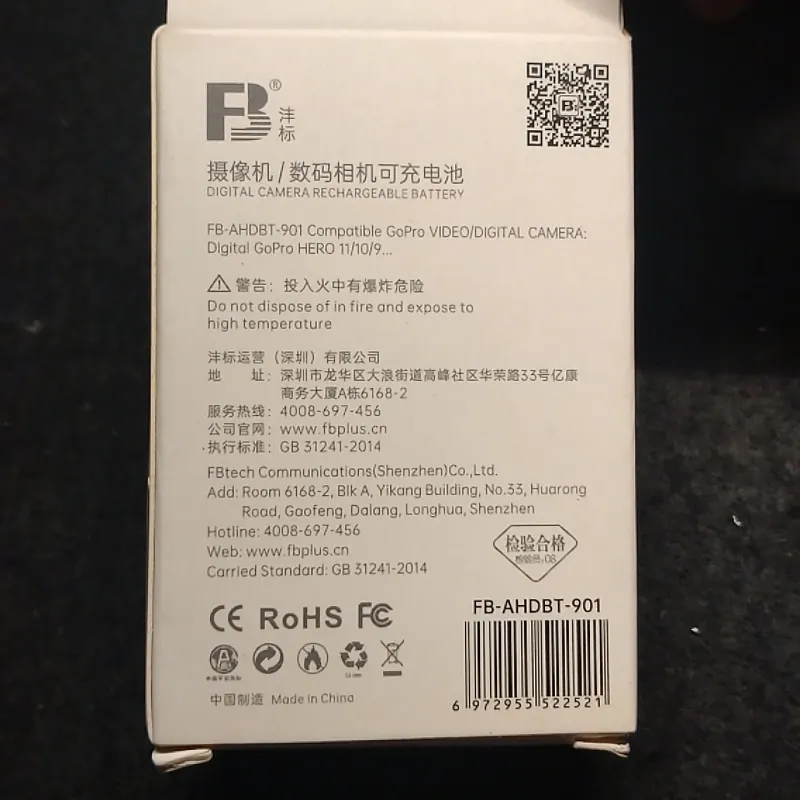 FB®
沣标
摄像机/数码相机可充电池
DIGITAL CAMERA RECHARGEABLE BATTERY
FB-AHDBT-901 Compatible GoPro VIDEO/DIGITAL CAMERA:
Digital GoPro HERO 11/10/9...
警告：投入火中有爆炸危险
Do not dispose of in fire and expose to
high temperature
沣标运营（深圳）有限公司
地 址：深圳市龙华区大浪街道高峰社区华荣路33号亿康
商务大厦A栋6168-2
服务热线：4008-697-456
公司官网：www.fbplus.cn
·执行标准：GB 31241-2014
FBtech Communications(Shenzhen)Co.,Ltd.
Add: Room 6168-2, Blk A, Yikang Building, No.33, Huarong
Road, Gaofeng, Dalang, Longhua, Shenzhen
Hotline: 4008-697-456
Web: www.fbplus.cn
Carried Standard: GB 31241-2014
检验合格
检验员:08
CE RoHS FC
FB-AHDBT-901
Li-ion
中国制造 Made in China
6 972955 522521